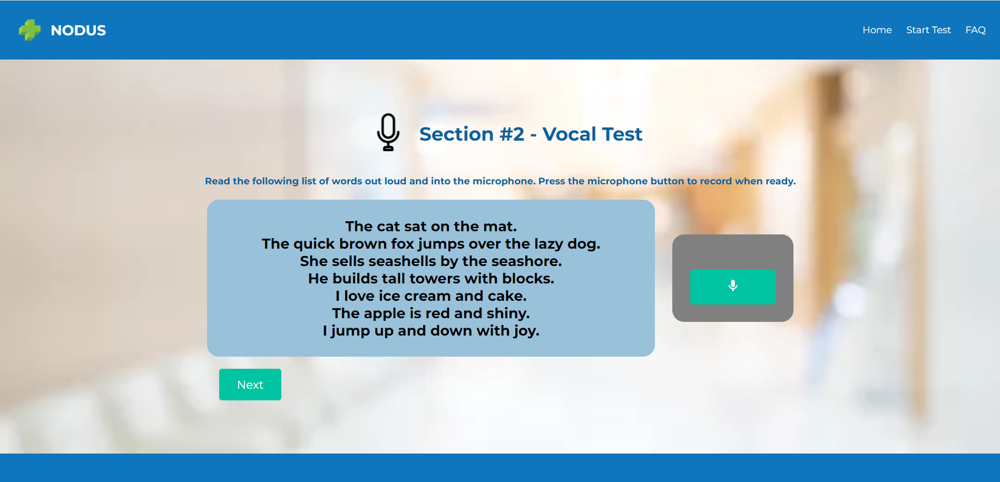 NODUS
Home
Start Test
FAQ
Section #2 - Vocal Test
Read the following list of words out loud and into the microphone. Press the microphone button to record when ready.
The cat sat on the mat.
The quick brown fox jumps over the lazy dog.
She sells seashells by the seashore.
He builds tall towers with blocks.
I love ice cream and cake.
The apple is red and shiny.
I jump up and down with joy.
Next